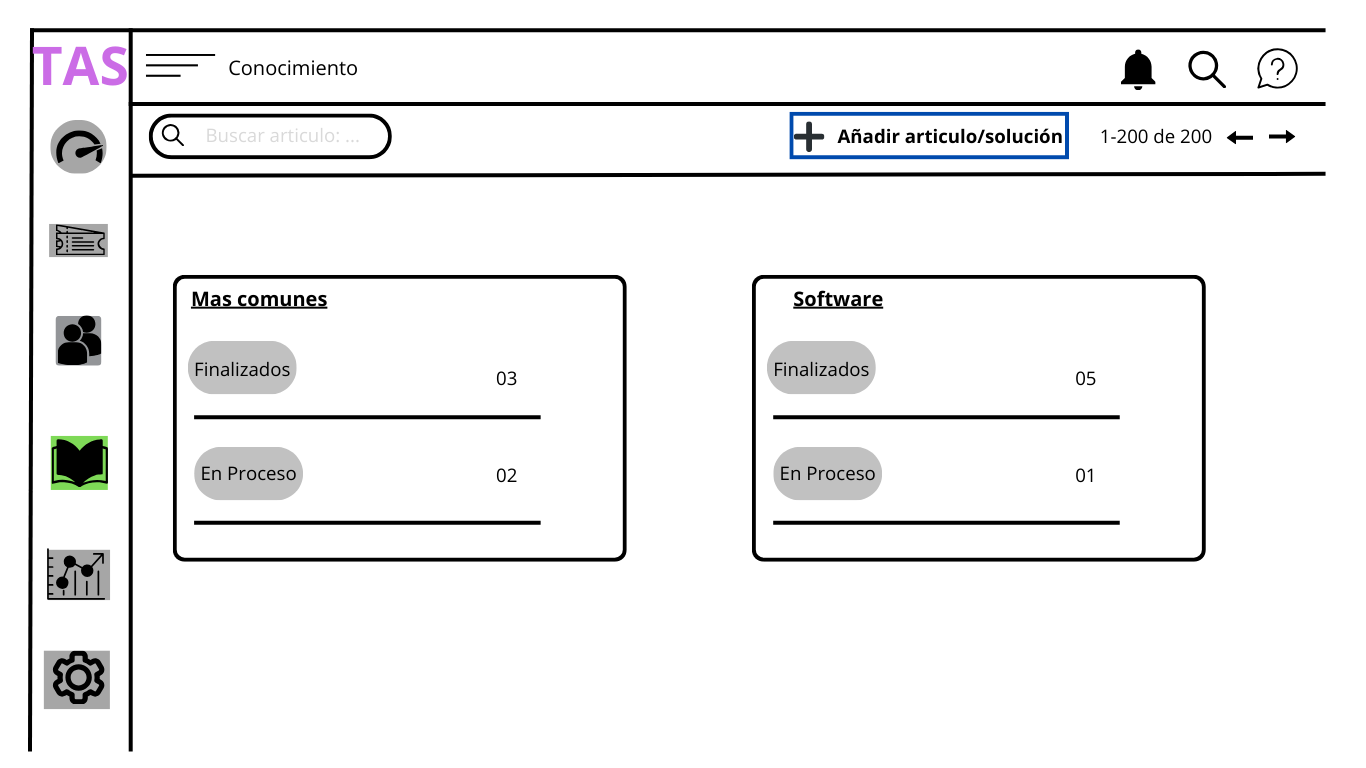 TAS
Conocimiento
Buscar articulo: ...
Añadir articulo/solución
1-200 de 200
Mas comunes
Finalizados
03
En Proceso
02
Software
Finalizados
05
En Proceso
01